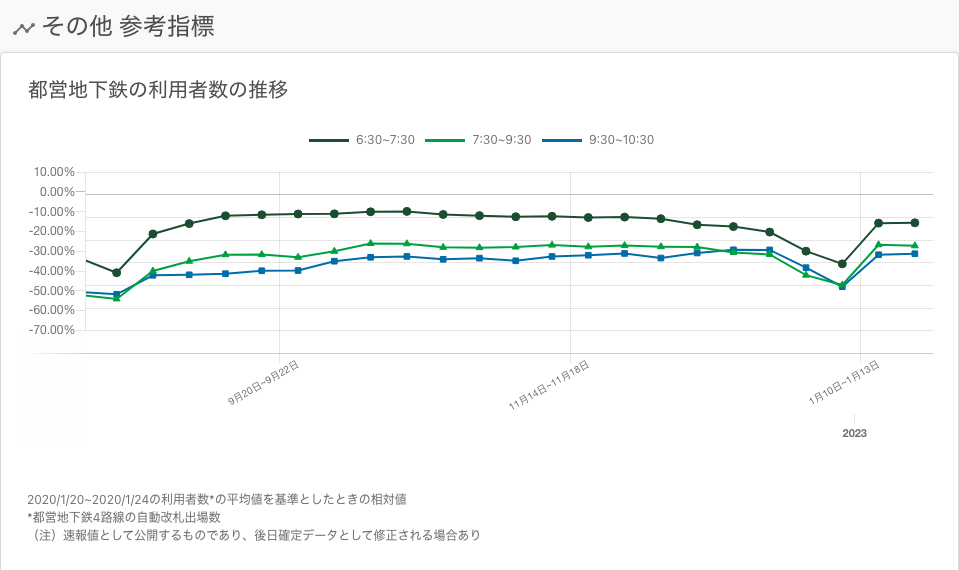 その他 参考指標
都営地下鉄の利用者数の推移
6:30~7:30 7:30~9:30 9:30~10:30
10.00%
0.00%
-10.00%
-20.00%
-30.00%
-40.00%
-50.00%
-60.00%
-70.00%
9月20日~9月22日 11月14日~11月18日 1月10日~1月13日
2023
2020/1/20~2020/1/24の利用者数*の平均値を基準としたときの相対値
*都営地下鉄4路線の自動改札出場数
（注）速報値として公開するものであり、後日確定データとして修正される場合あり